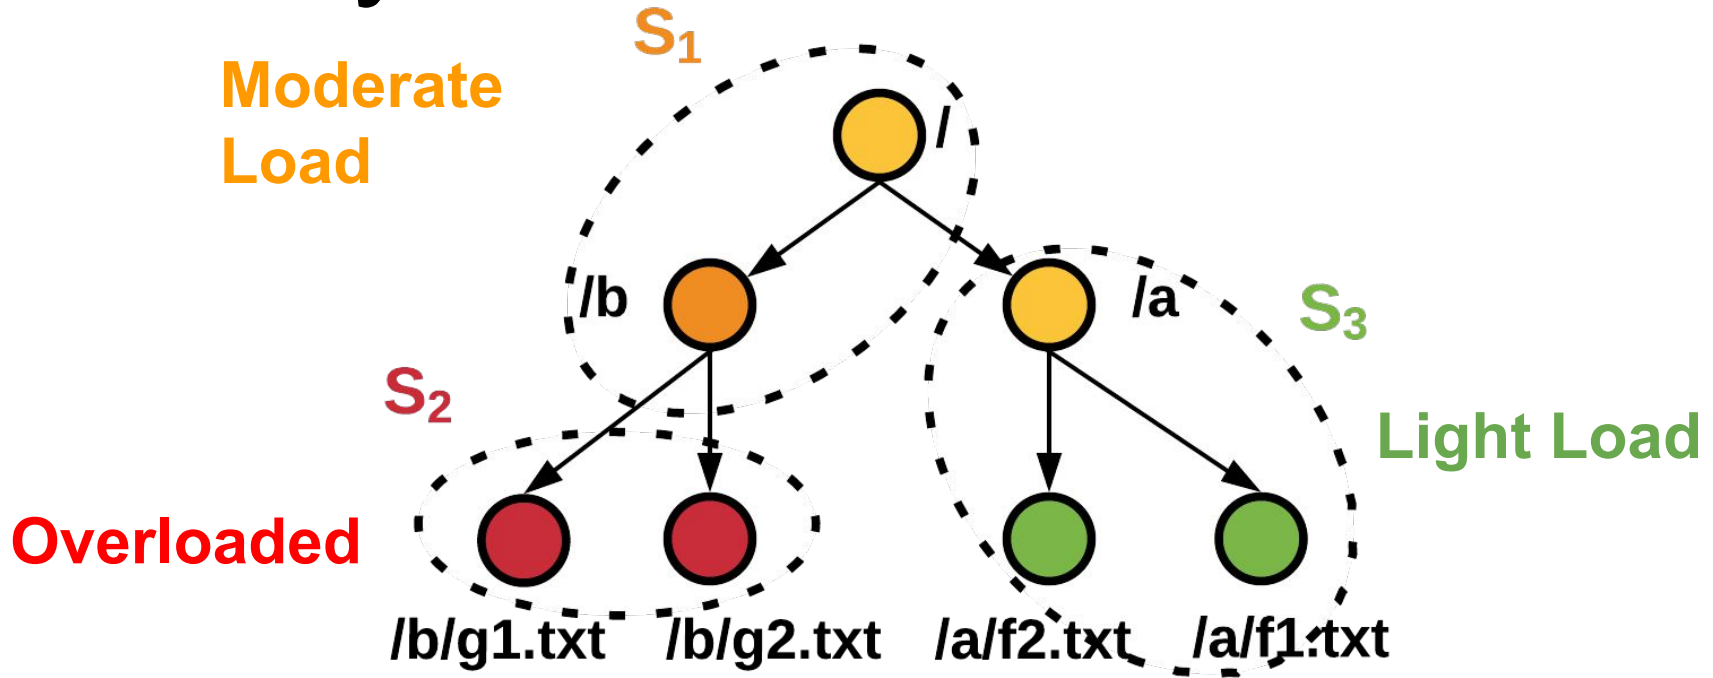 S1
Moderate
Load
/
/b
/a
S3
S2
Light Load
Overloaded
/b/g1.txt
/b/g2.txt
/a/f2.txt
/a/f1.txt